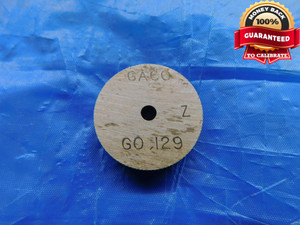 GAGO
Z
GO .129
MONEY BACK
100%
GUARANTEED
TO CALIBRATE